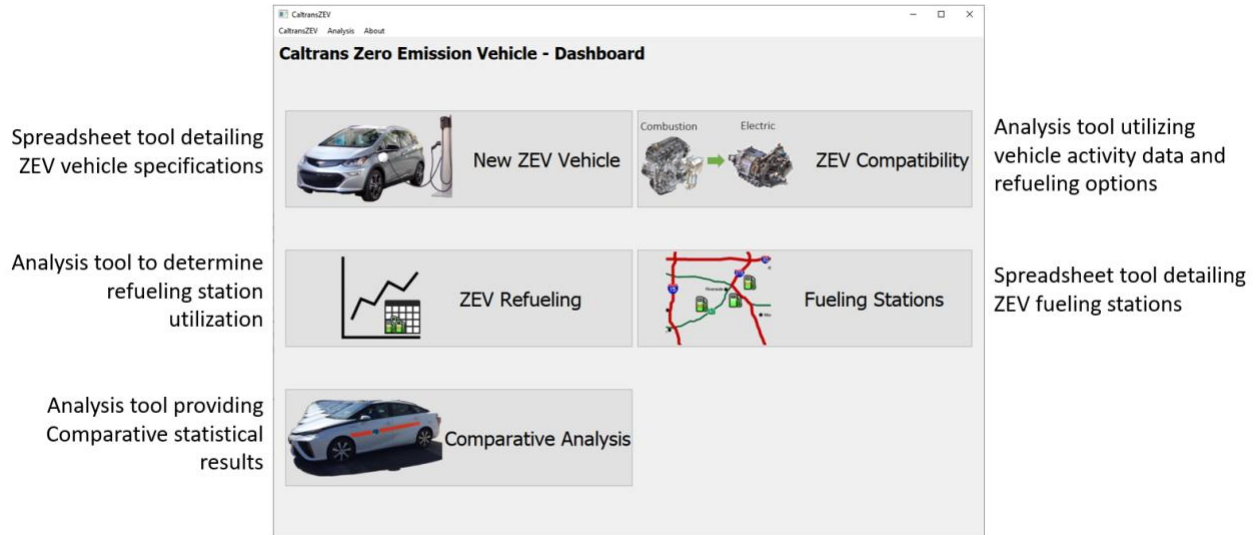 CaltransZEV
CaltransZEV Analysis About
Caltrans Zero Emission Vehicle - Dashboard
Spreadsheet tool detailing
ZEV vehicle specifications
New ZEV Vehicle
Combustion
Electric
ZEV Compatibility
Analysis tool utilizing
vehicle activity data and
refueling options
Analysis tool to determine
refueling station
utilization
ZEV Refueling
Riverside
Fueling Stations
Spreadsheet tool detailing
ZEV fueling stations
Analysis tool providing
Comparative statistical
results
Comparative Analysis